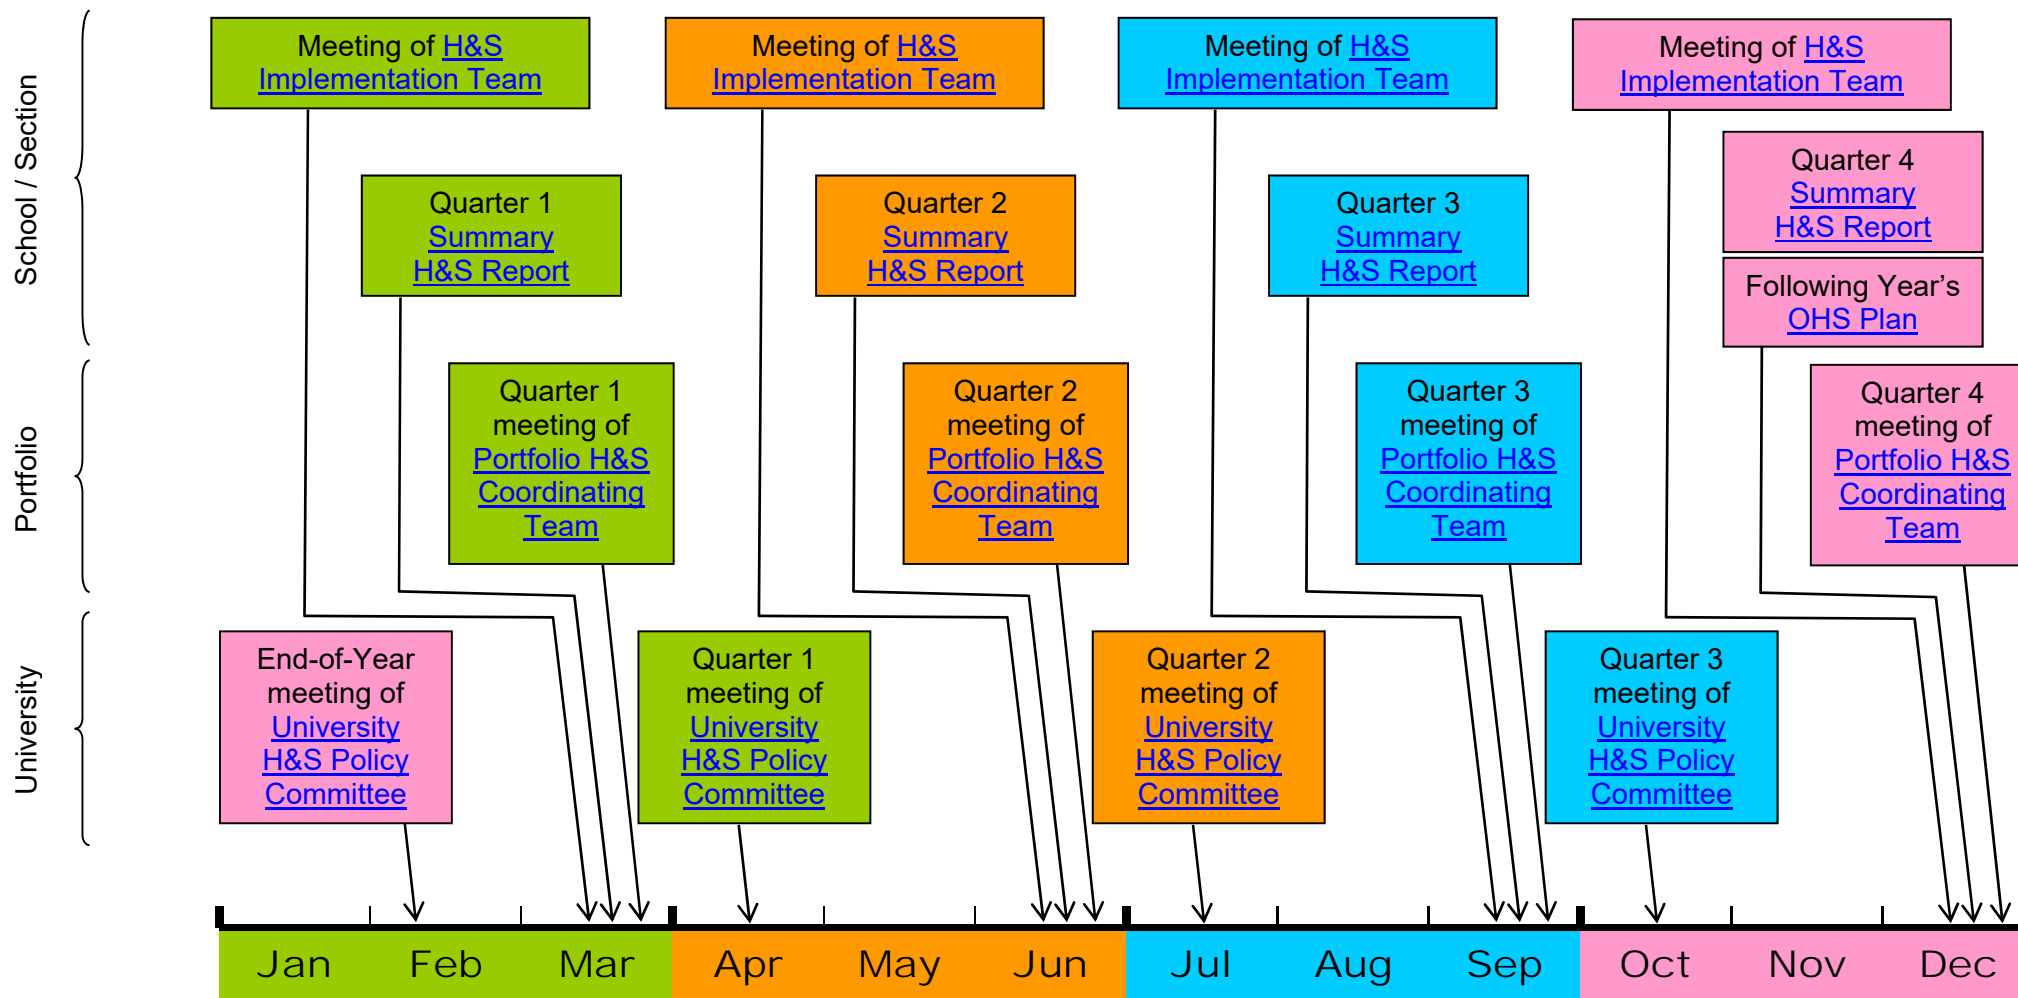 School / Section
Meeting of H&S
Implementation Team
Meeting of H&S
Implementation Team
Meeting of H&S
Implementation Team
Meeting of H&S
Implementation Team
Quarter 1
Summary
H&S Report
Quarter 2
Summary
H&S Report
Quarter 3
Summary
H&S Report
Quarter 4
Summary
H&S Report
Following Year’s
OHS Plan
Portfolio
Quarter 1
meeting of
Portfolio H&S
Coordinating
Team
Quarter 2
meeting of
Portfolio H&S
Coordinating
Team
Quarter 3
meeting of
Portfolio H&S
Coordinating
Team
Quarter 4
meeting of
Portfolio H&S
Coordinating
Team
University
End-of-Year
meeting of
University
H&S Policy
Committee
Quarter 1
meeting of
University
H&S Policy
Committee
Quarter 2
meeting of
University
H&S Policy
Committee
Quarter 3
meeting of
University
H&S Policy
Committee
Jan Feb Mar Apr May Jun Jul Aug Sep Oct Nov Dec